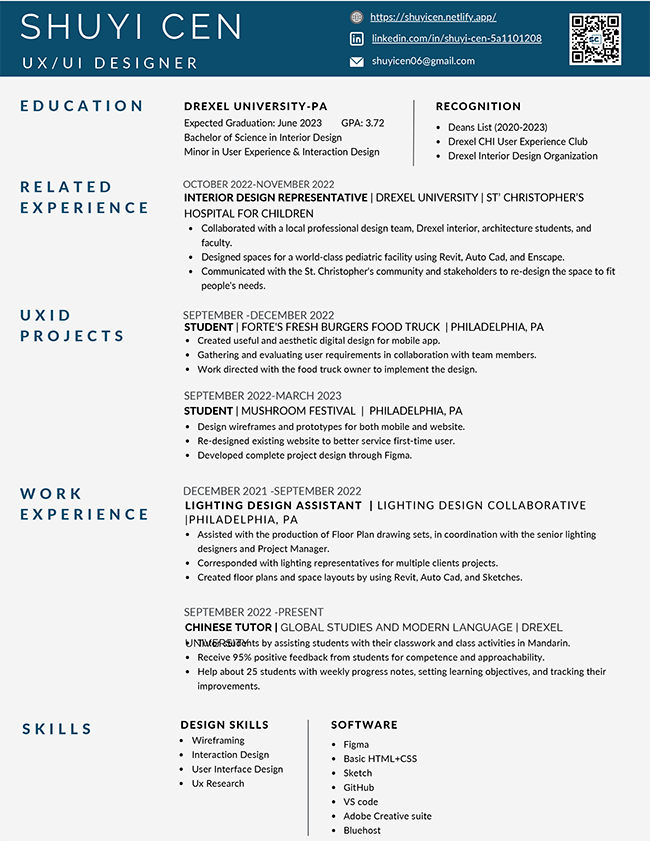 SHUYI CEN
UX/UI DESIGNER
https://shuyicen.netlify.app/
linkedin.com/in/shuyi-cen-5a1101208
shuyicen06@gmail.com
EDUCATION
DREXEL UNIVERSITY-PA
Expected Graduation: June 2023 GPA: 3.72
Bachelor of Science in Interior Design
Minor in User Experience & Interaction Design
RECOGNITION
• Deans List (2020-2023)
• Drexel CHI User Experience Club
• Drexel Interior Design Organization
RELATED
EXPERIENCE
OCTOBER 2022-NOVEMBER 2022
INTERIOR DESIGN REPRESENTATIVE | DREXEL UNIVERSITY | ST' CHRISTOPHER'S
HOSPITAL FOR CHILDREN
• Collaborated with a local professional design team, Drexel interior, architecture students, and
faculty.
• Designed spaces for a world-class pediatric facility using Revit, Auto Cad, and Enscape.
• Communicated with the St. Christopher's community and stakeholders to re-design the space to fit
people's needs.
UXID
PROJECTS
SEPTEMBER -DECEMBER 2022
STUDENT | FORTE'S FRESH BURGERS FOOD TRUCK | PHILADELPHIA, PA
• Created useful and aesthetic digital design for mobile app.
• Gathering and evaluating user requirements in collaboration with team members.
• Work directed with the food truck owner to implement the design.
SEPTEMBER 2022-MARCH 2023
STUDENT | MUSHROOM FESTIVAL | PHILADELPHIA, PA
• Design wireframes and prototypes for both mobile and website.
• Re-designed existing website to better service first-time user.
• Developed complete project design through Figma.
WORK
EXPERIENCE
DECEMBER 2021 -SEPTEMBER 2022
LIGHTING DESIGN ASSISTANT | LIGHTING DESIGN COLLABORATIVE
|PHILADELPHIA, PA
• Assisted with the production of Floor Plan drawing sets, in coordination with the senior lighting
designers and Project Manager.
• Corresponded with lighting representatives for multiple clients projects.
• Created floor plans and space layouts by using Revit, Auto Cad, and Sketches.
SEPTEMBER 2022 -PRESENT
CHINESE TUTOR | GLOBAL STUDIES AND MODERN LANGUAGE | DREXEL
UNIVERSITY
• Tutor students by assisting students with their classwork and class activities in Mandarin.
• Receive 95% positive feedback from students for competence and approachability.
• Help about 25 students with weekly progress notes, setting learning objectives, and tracking their
improvements.
SKILLS
DESIGN SKILLS
• Wireframing
• Interaction Design
• User Interface Design
• Ux Research
SOFTWARE
• Figma
• Basic HTML+CSS
• Sketch
• GitHub
• VS code
• Adobe Creative suite
• Bluehost